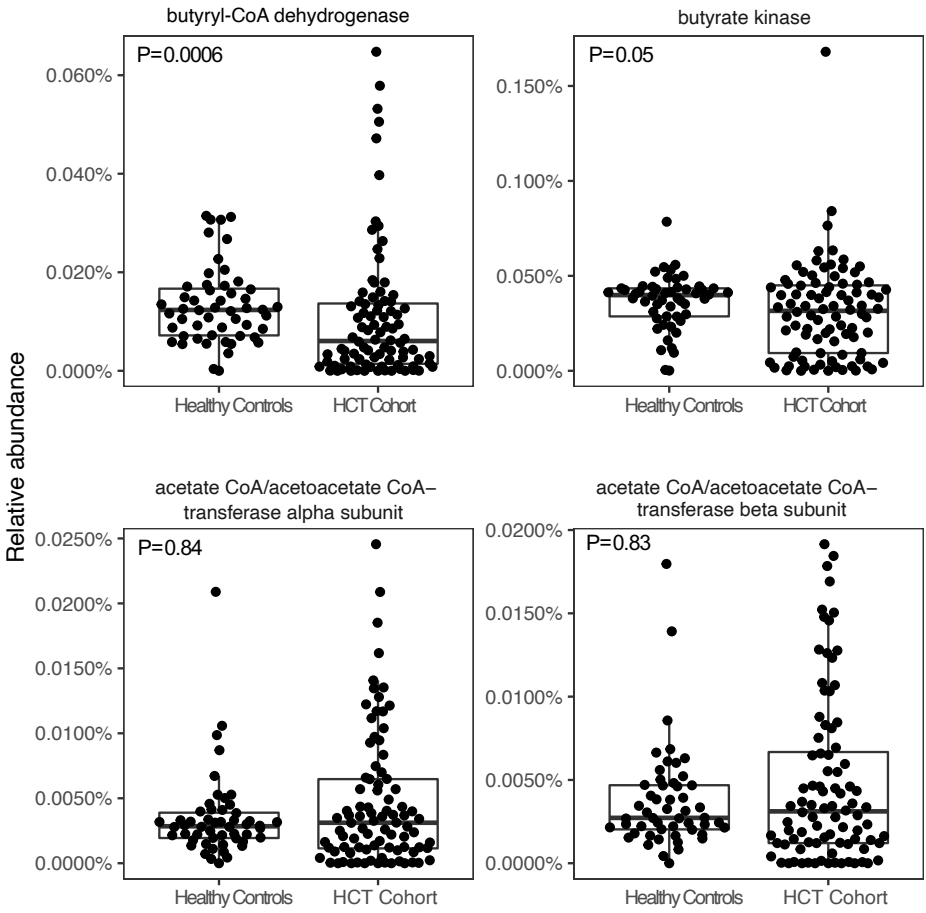 butyryl-CoA dehydrogenase
P=0.0006
0.060%
0.040%
0.020%
0.000%
Healthy Controls
HCT Cohort
butyrate kinase
P=0.05
0.150%
0.100%
0.050%
0.000%
Healthy Controls
HCT Cohort
Relative abundance
acetate CoA/acetoacetate CoA−
transferase alpha subunit
P=0.84
0.0250%
0.0200%
0.0150%
0.0100%
0.0050%
0.0000%
Healthy Controls
HCT Cohort
acetate CoA/acetoacetate CoA−
transferase beta subunit
P=0.83
0.0200%
0.0150%
0.0100%
0.0050%
0.0000%
Healthy Controls
HCT Cohort